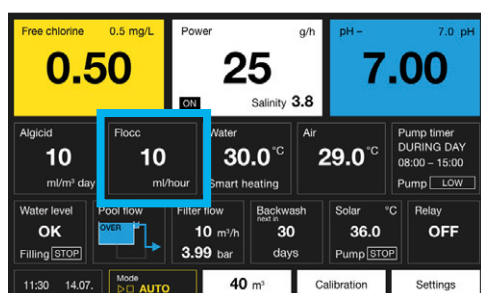 Free chlorine 0.5 mg/L
0.50
Power g/h
25
ON Salinity 3.8
pH – 7.0 pH
7.00
Algicid
10
ml/m³ day
Flocc
10
ml/hour
Water
30.0 °C
Smart heating
Air
29.0 °C
Pump timer
DURING DAY
08:00 – 15:00
Pump LOW
Water level
OK
Filling STOP
Pool flow
OVER
Filter flow
10 m³/h
3.99 bar
Backwash
next in
30
days
Solar °C
36.0
Pump STOP
Relay
OFF
11:30 14.07.
Mode
AUTO
40 m³
Calibration
Settings